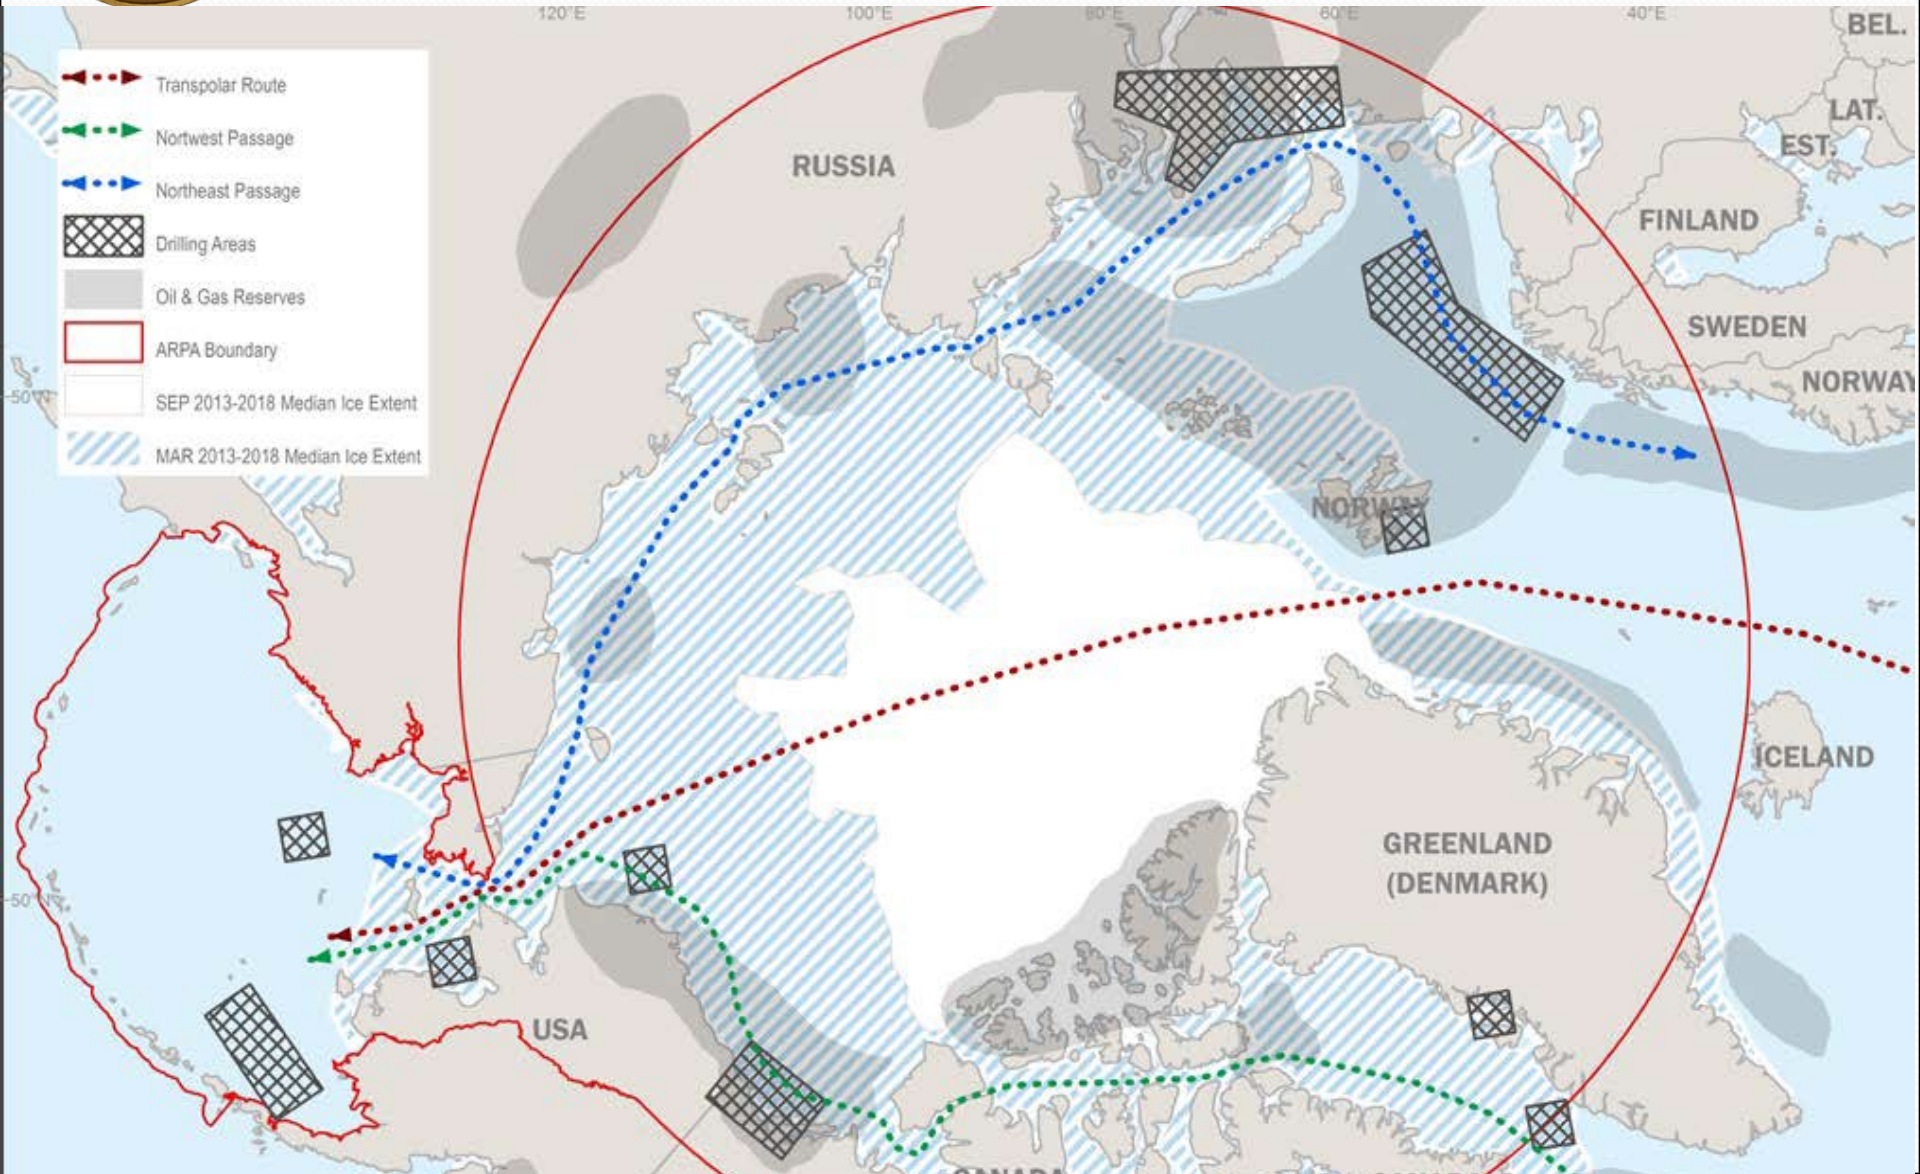 120°E
100°E
80°E
60°E
40°E
BEL.
LAT.
EST.
Transpolar Route
Nortwest Passage
Northeast Passage
Drilling Areas
Oil & Gas Reserves
ARPA Boundary
SEP 2013-2018 Median Ice Extent
MAR 2013-2018 Median Ice Extent
RUSSIA
FINLAND
SWEDEN
NORWAY
50°N
NORWAY
ICELAND
GREENLAND
(DENMARK)
50°N
USA
CANADA